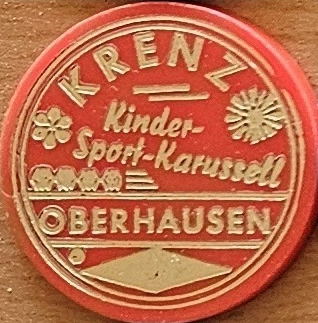 KRENZ
Kinder-
Sport-Karussell
OBERHAUSEN